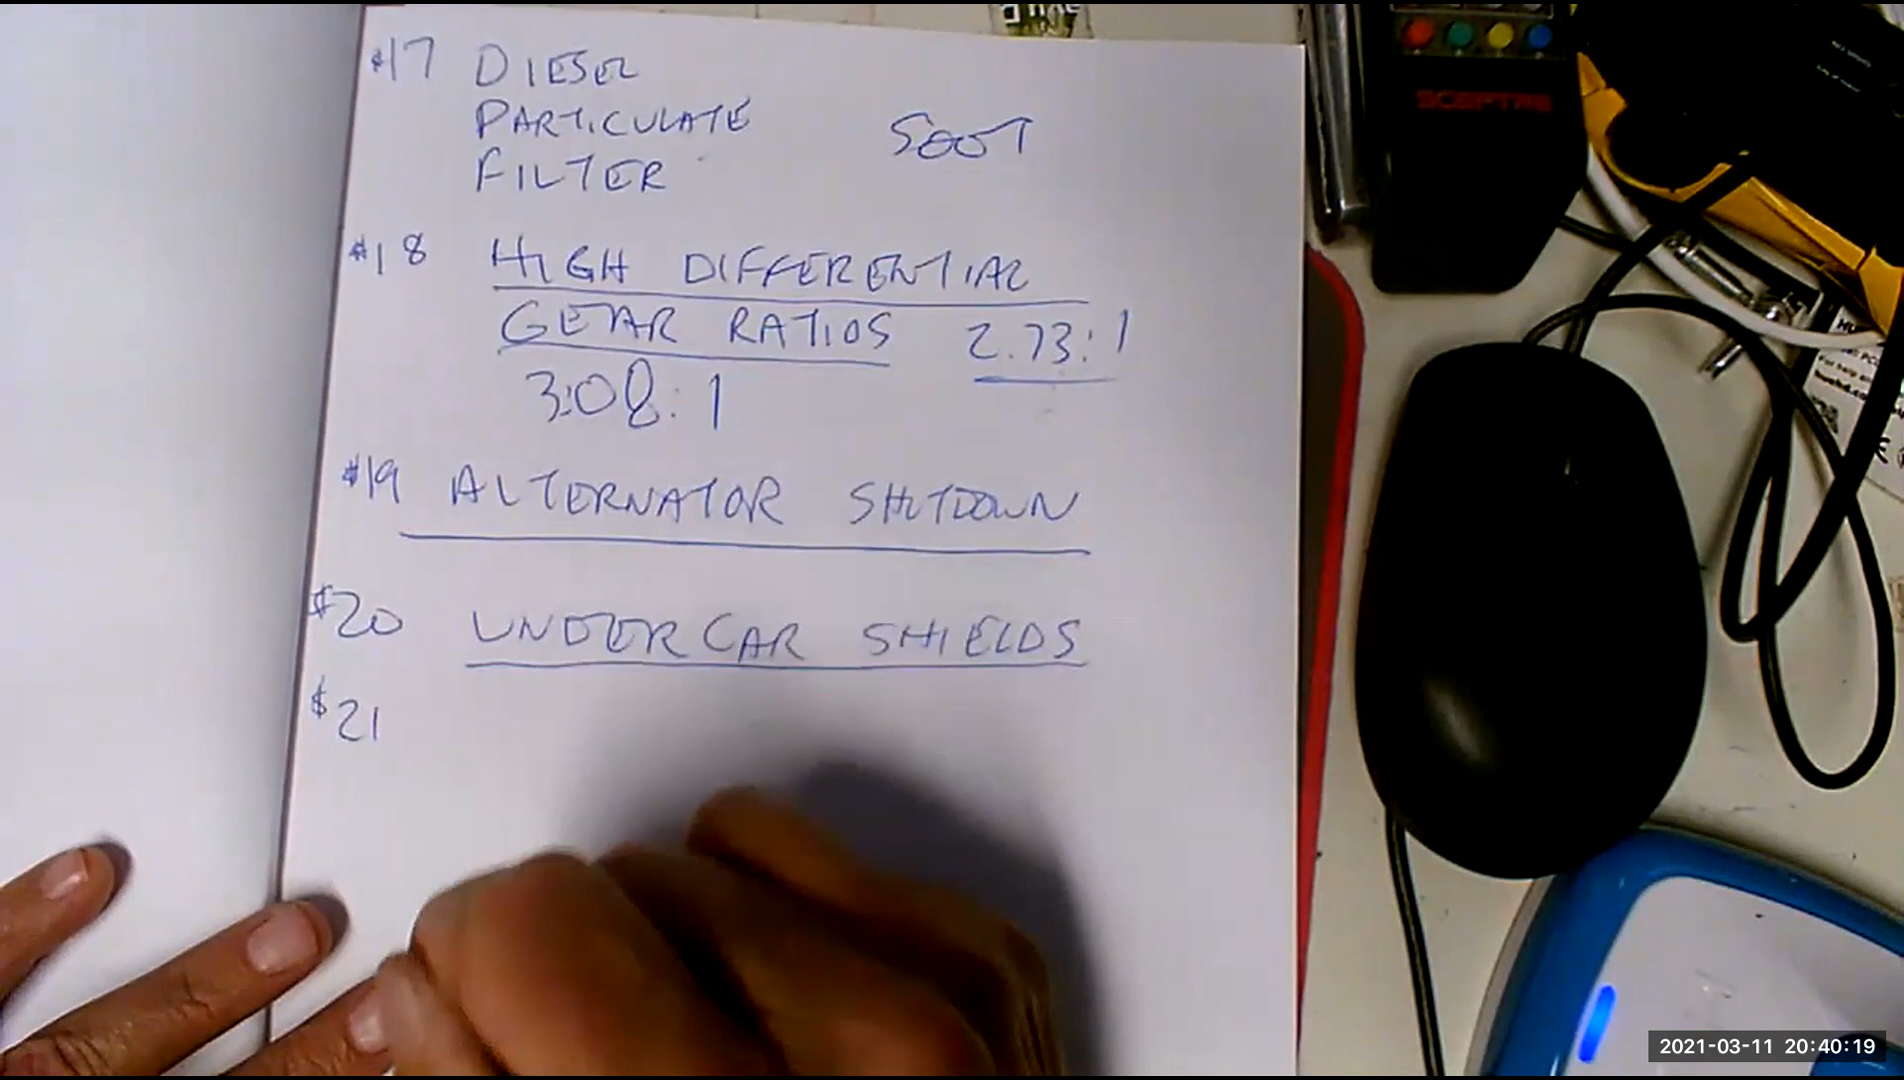 $17 DIESEL
PARTICULATE
FILTER
SOOT
$18 HIGH DIFFERENTIAL
GEAR RATIOS 2.73:1
3:08:1
$19 ALTERNATOR SHUTDOWN
$20 UNDERCAR SHIELDS
$21
SCEPTRE
2021-03-11 20:40:19